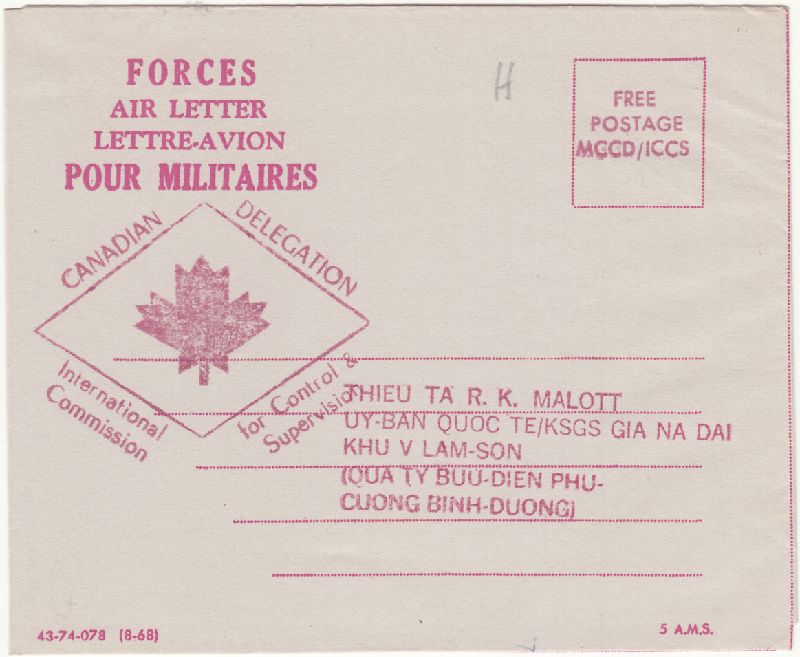 FORCES
AIR LETTER
LETTRE-AVION
POUR MILITAIRES
H
FREE
POSTAGE
MGCD/ICCS
CANADIAN DELEGATION
International
Commission
for Control &
Supervision
THIEU TA R. K. MALOTT
UY-BAN QUOC TE/KSGS GIA NA DAI
KHU V LAM-SON
(QUA TY BUU-DIEN PHU-
CUONG BINH-DUONG)
43-74-078 (8-68)
5 A.M.S.